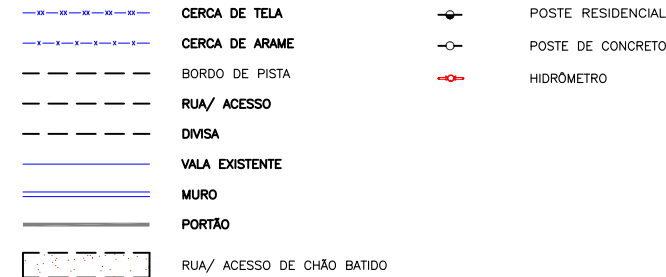 CERCA DE TELA
CERCA DE ARAME
BORDO DE PISTA
RUA/ ACESSO
DIVISA
VALA EXISTENTE
MURO
PORTÃO
RUA/ ACESSO DE CHÃO BATIDO
POSTE RESIDENCIAL
POSTE DE CONCRETO
HIDRÔMETRO